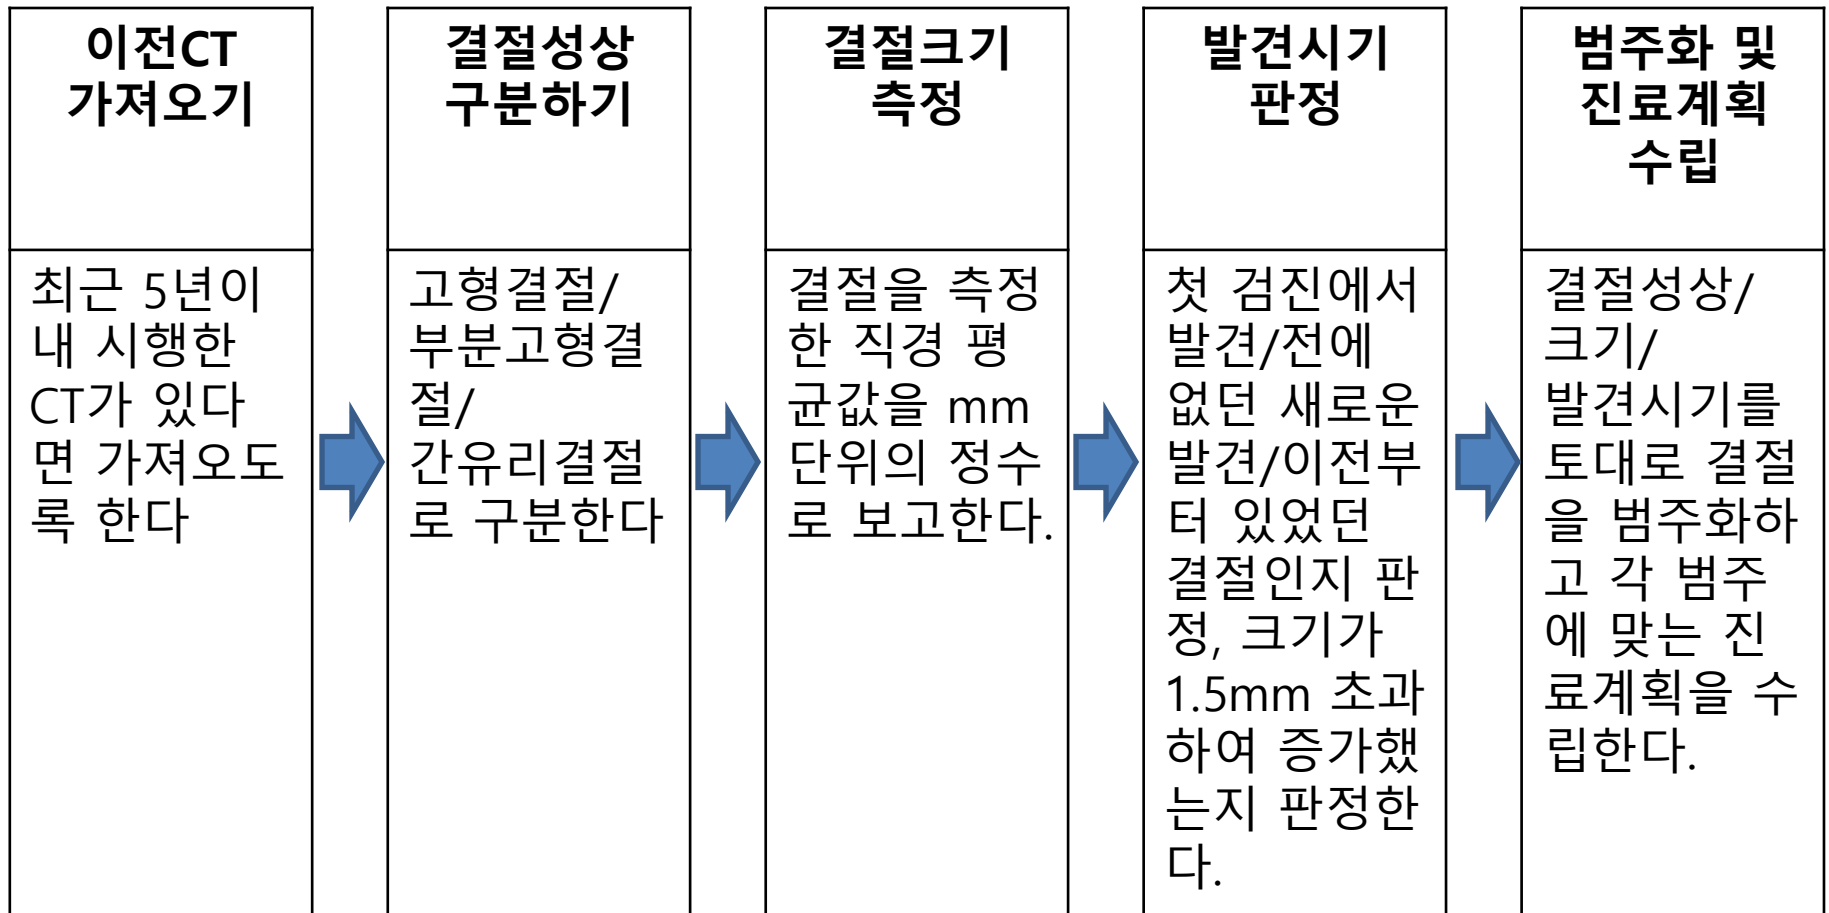 이전CT
가져오기
최근 5년이
내 시행한
CT가 있다
면 가져오도
록 한다
결절성상
구분하기
고형결절/
부분고형결
절/
간유리결절
로 구분한다
결절크기
측정
결절을 측정
한 직경 평
균값을 mm
단위의 정수
로 보고한다.
발견시기
판정
첫 검진에서
발견/전에
없던 새로운
발견/이전부
터 있었던
결절인지 판
정, 크기가
1.5mm 초과
하여 증가했
는지 판정한
다.
범주화 및
진료계획
수립
결절성상/
크기/
발견시기를
토대로 결절
을 범주화하
고 각 범주
에 맞는 진
료계획을 수
립한다.